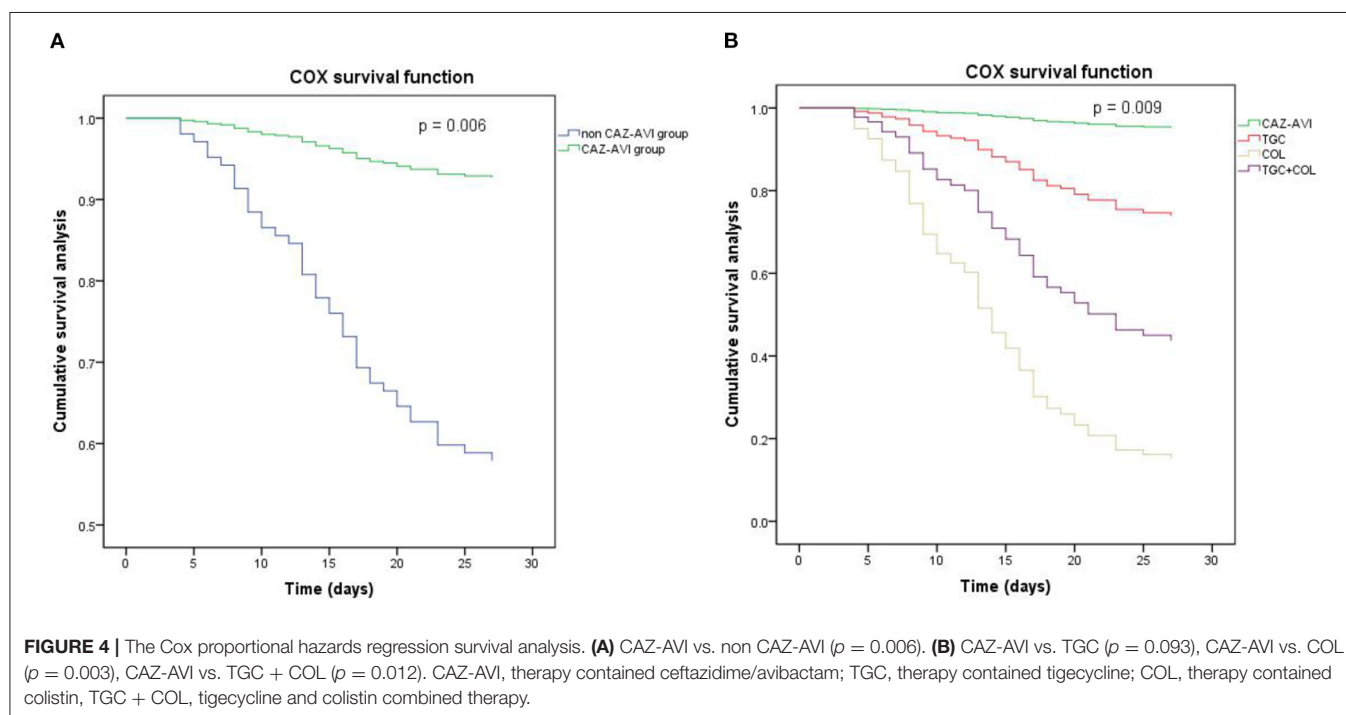 A
COX survival function
p = 0.006
non CAZ-AVI group
CAZ-AVI group
Cumulative survival analysis
1.0
0.9
0.8
0.7
0.6
0.5
0 5 10 15 20 25 30
Time (days)
B
COX survival function
p = 0.009
CAZ-AVI
TGC
COL
TGC+COL
Cumulative survival analysis
1.0
0.8
0.6
0.4
0.2
0.0
0 5 10 15 20 25 30
Time (days)
FIGURE 4 | The Cox proportional hazards regression survival analysis. (A) CAZ-AVI vs. non CAZ-AVI (p = 0.006). (B) CAZ-AVI vs. TGC (p = 0.093), CAZ-AVI vs. COL
(p = 0.003), CAZ-AVI vs. TGC + COL (p = 0.012). CAZ-AVI, therapy contained ceftazidime/avibactam; TGC, therapy contained tigecycline; COL, therapy contained
colistin, TGC + COL, tigecycline and colistin combined therapy.